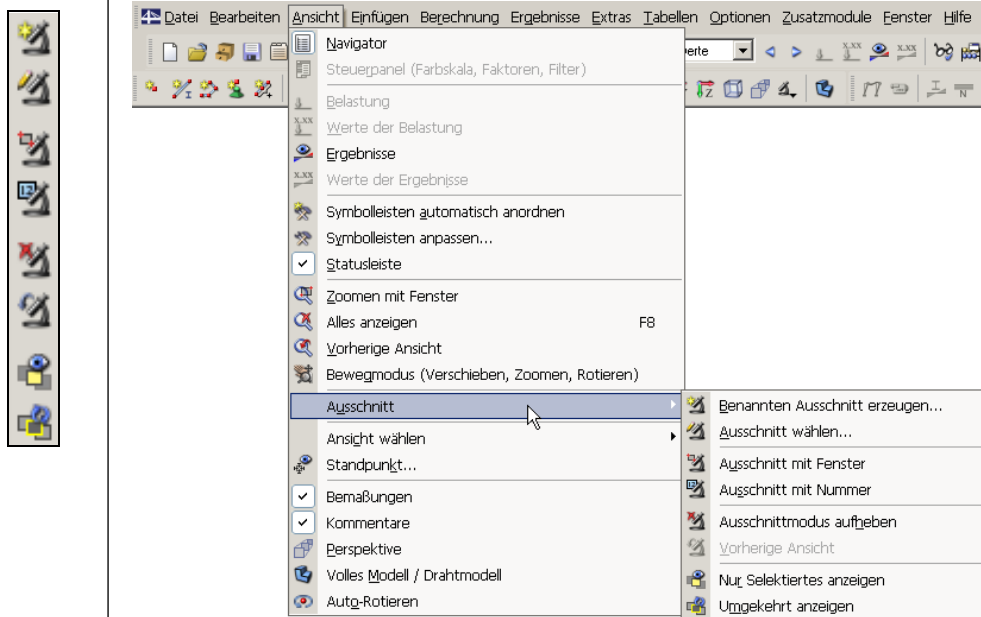 Datei Bearbeiten Ansicht Einfügen Berechnung Ergebnisse Extras Tabellen Optionen Zusatzmodule Fenster Hilfe
Navigator
Steuerpanel (Farbskala, Faktoren, Filter)
Belastung
Werte der Belastung
Ergebnisse
Werte der Ergebnisse
Symbolleisten automatisch anordnen
Symbolleisten anpassen...
Statusleiste
Zoomen mit Fenster
Alles anzeigen F8
Vorherige Ansicht
Bewegmodus (Verschieben, Zoomen, Rotieren)
Ausschnitt
Ansicht wählen
Standpunkt...
Bemaßungen
Kommentare
Perspektive
Volles Modell / Drahtmodell
Auto-Rotieren
Benannten Ausschnitt erzeugen...
Ausschnitt wählen...
Ausschnitt mit Fenster
Ausschnitt mit Nummer
Ausschnittmodus aufheben
Vorherige Ansicht
Nur Selektiertes anzeigen
Umgekehrt anzeigen